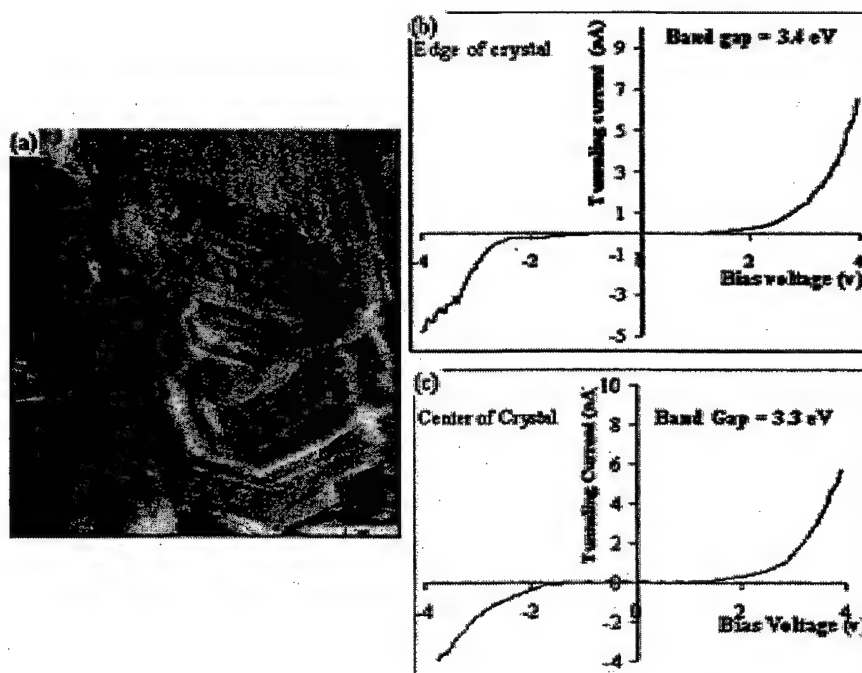 (a)
(b)
Edge of crystal
Band gap = 3.4 eV
Tunneling current (nA)
9
7
5
3
1
-1
-3
-5
-4
-2
2
4
Bias voltage (v)
(c)
Center of Crystal
Band Gap = 3.3 eV
Tunneling Current (nA)
10
8
6
4
2
0
-2
-4
-4
-2
0
2
4
Bias Voltage (v)